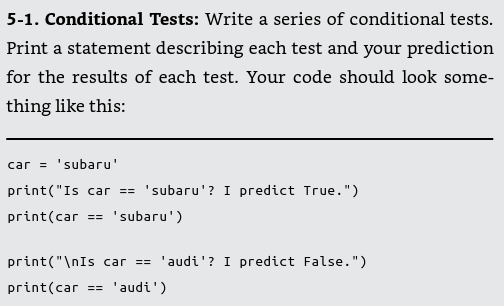 5-1. Conditional Tests: Write a series of conditional tests.
Print a statement describing each test and your prediction
for the results of each test. Your code should look some-
thing like this:
car = 'subaru'
print("Is car == 'subaru'? I predict True.")
print(car == 'subaru')
print("\nIs car == 'audi'? I predict False.")
print(car == 'audi')